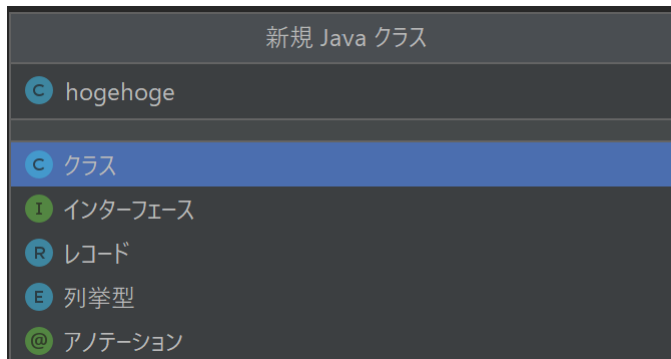 新規 Java クラス
C hogehoge
C クラス
I インターフェース
R レコード
E 列挙型
@ アノテーション